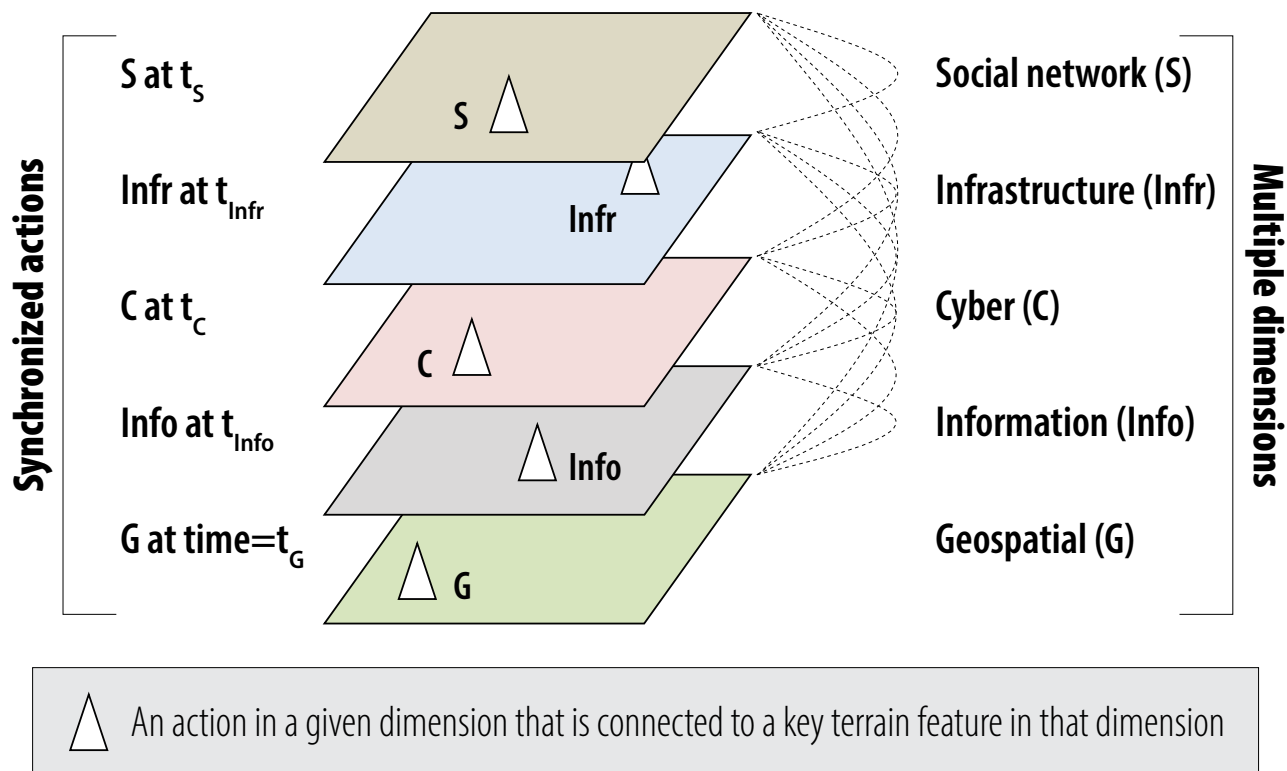 Synchronized actions
S at tS
Infr at tInfr
C at tC
Info at tInfo
G at time=tG
S
Infr
C
Info
G
Social network (S)
Infrastructure (Infr)
Cyber (C)
Information (Info)
Geospatial (G)
Multiple dimensions
An action in a given dimension that is connected to a key terrain feature in that dimension